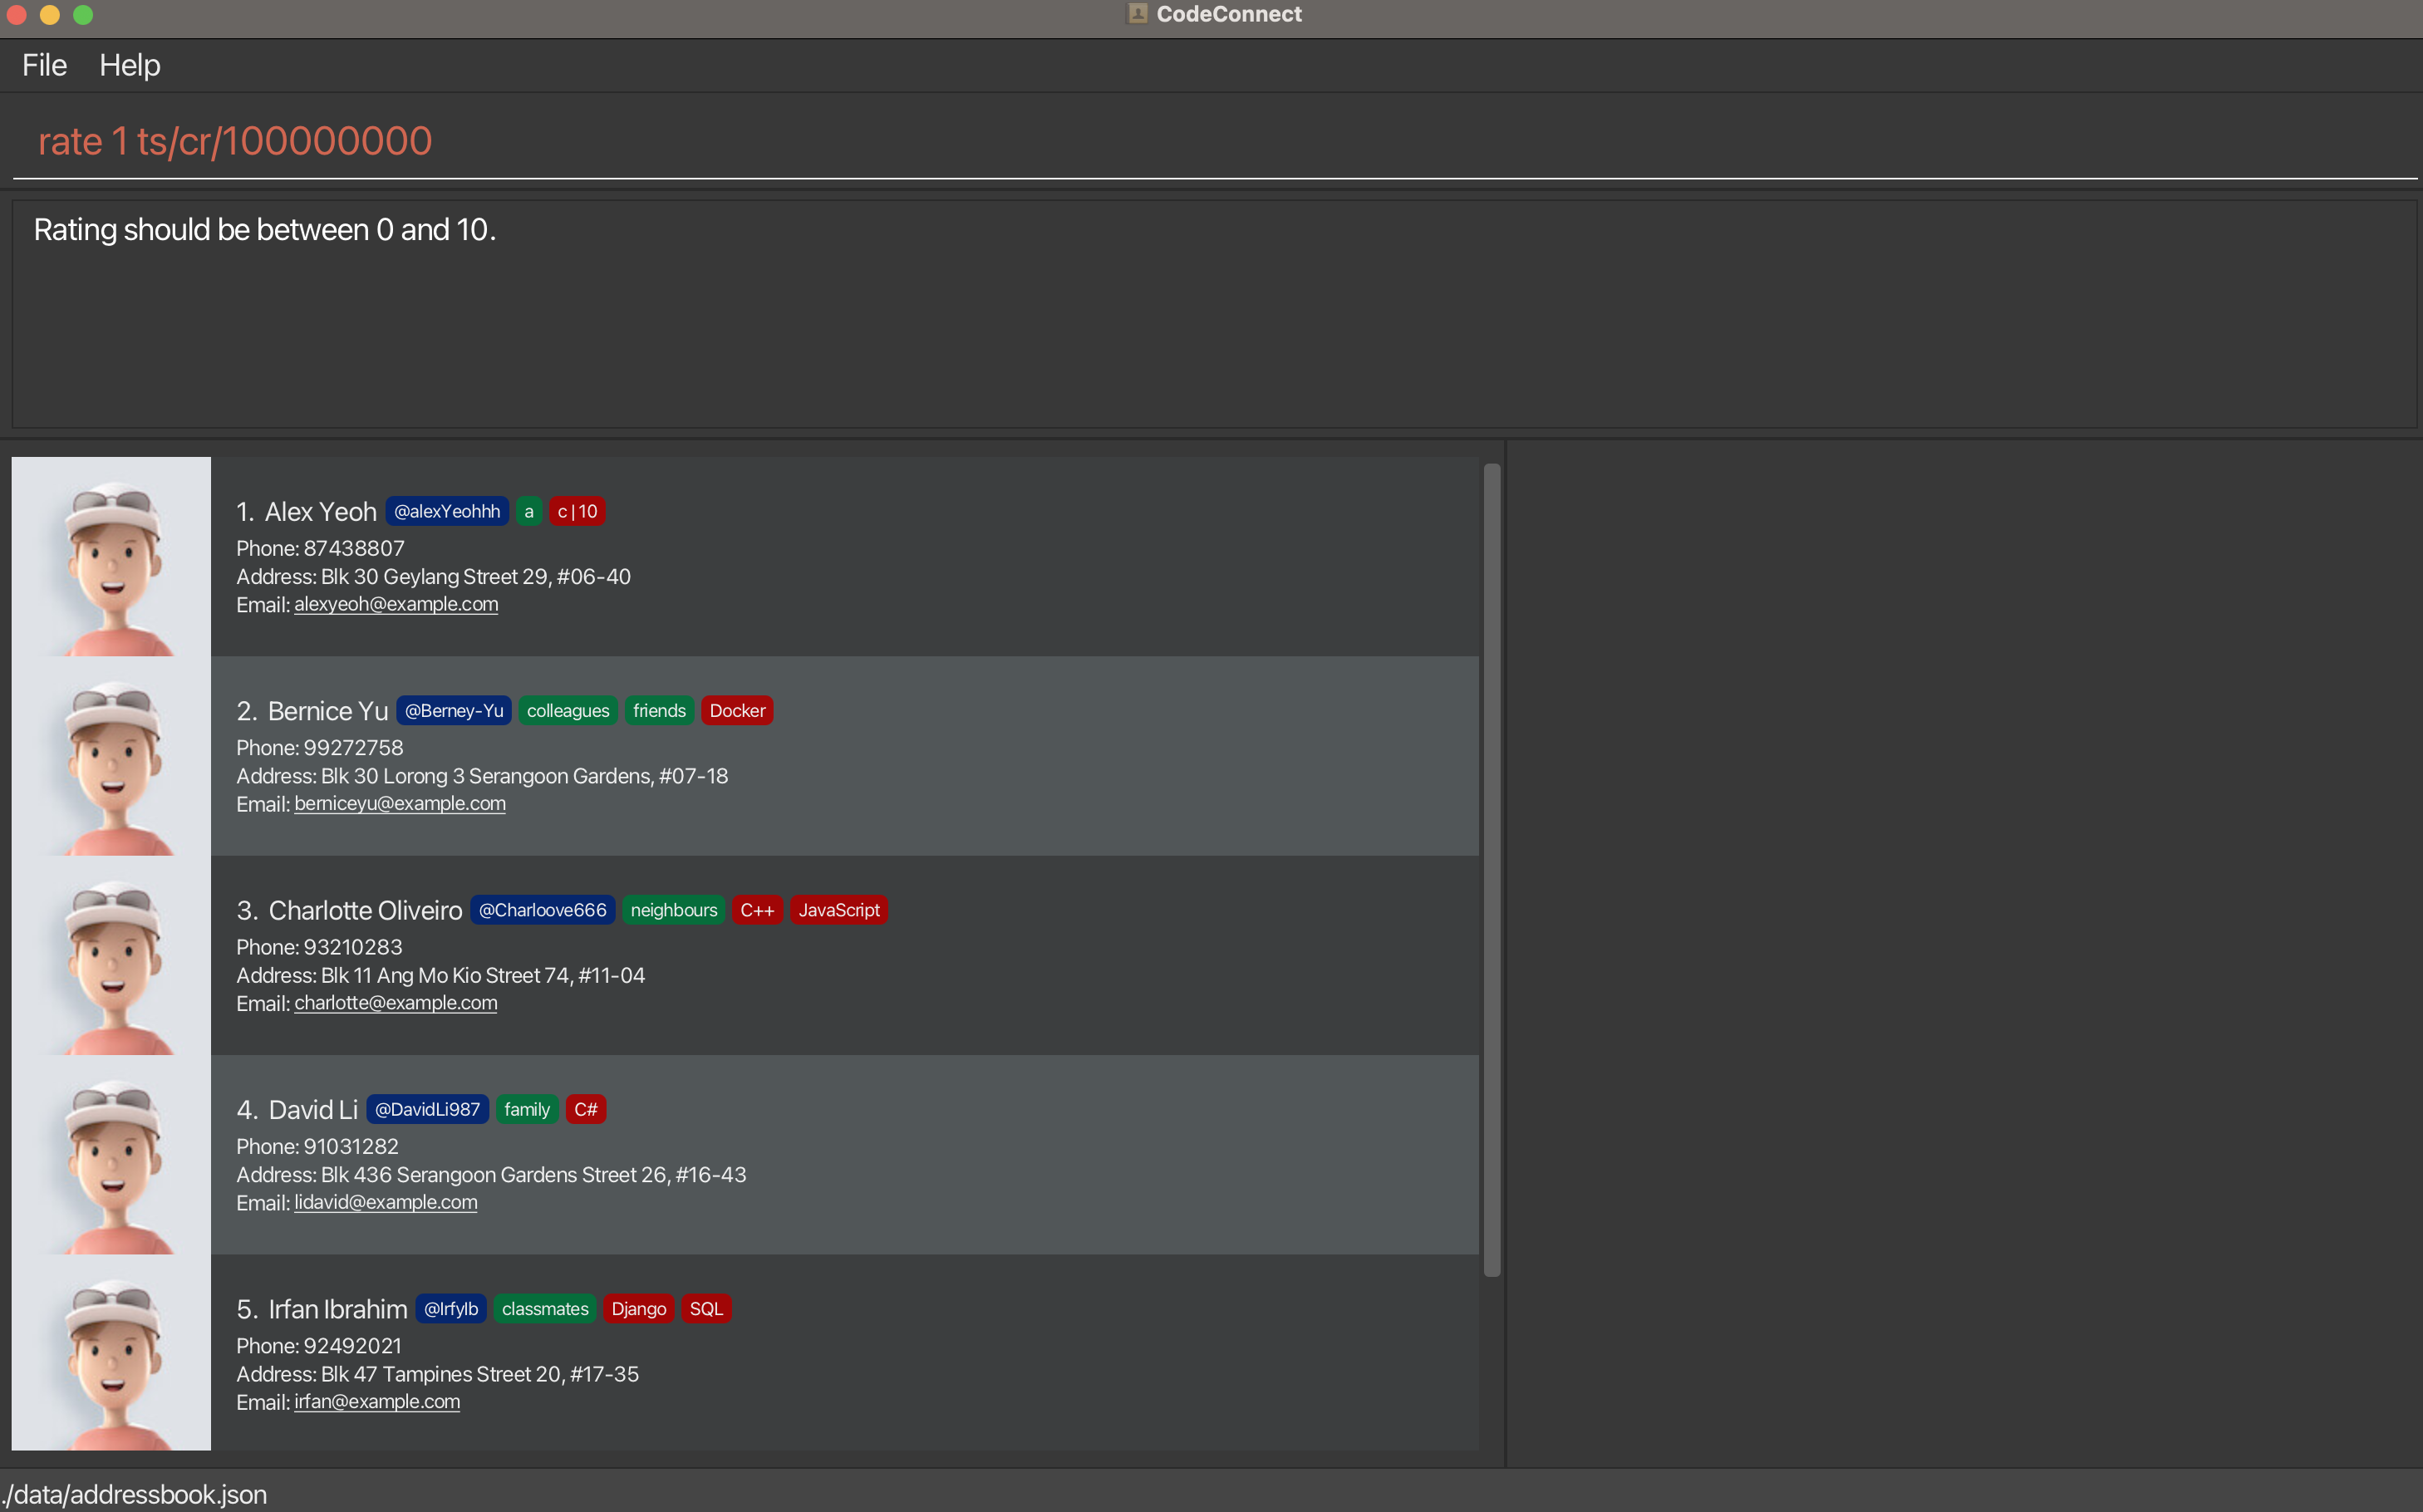 CodeConnect
File Help
rate 1 ts/cr/100000000
Rating should be between 0 and 10.
1. Alex Yeoh @alexYeohhh a c | 10
Phone: 87438807
Address: Blk 30 Geylang Street 29, #06-40
Email: alexyeoh@example.com
2. Bernice Yu @Berney-Yu colleagues friends Docker
Phone: 99272758
Address: Blk 30 Lorong 3 Serangoon Gardens, #07-18
Email: berniceyu@example.com
3. Charlotte Oliveiro @Charloove666 neighbours C++ JavaScript
Phone: 93210283
Address: Blk 11 Ang Mo Kio Street 74, #11-04
Email: charlotte@example.com
4. David Li @DavidLi987 family C#
Phone: 91031282
Address: Blk 436 Serangoon Gardens Street 26, #16-43
Email: lidavid@example.com
5. Irfan Ibrahim @IrfyIb classmates Django SQL
Phone: 92492021
Address: Blk 47 Tampines Street 20, #17-35
Email: irfan@example.com
./data/addressbook.json